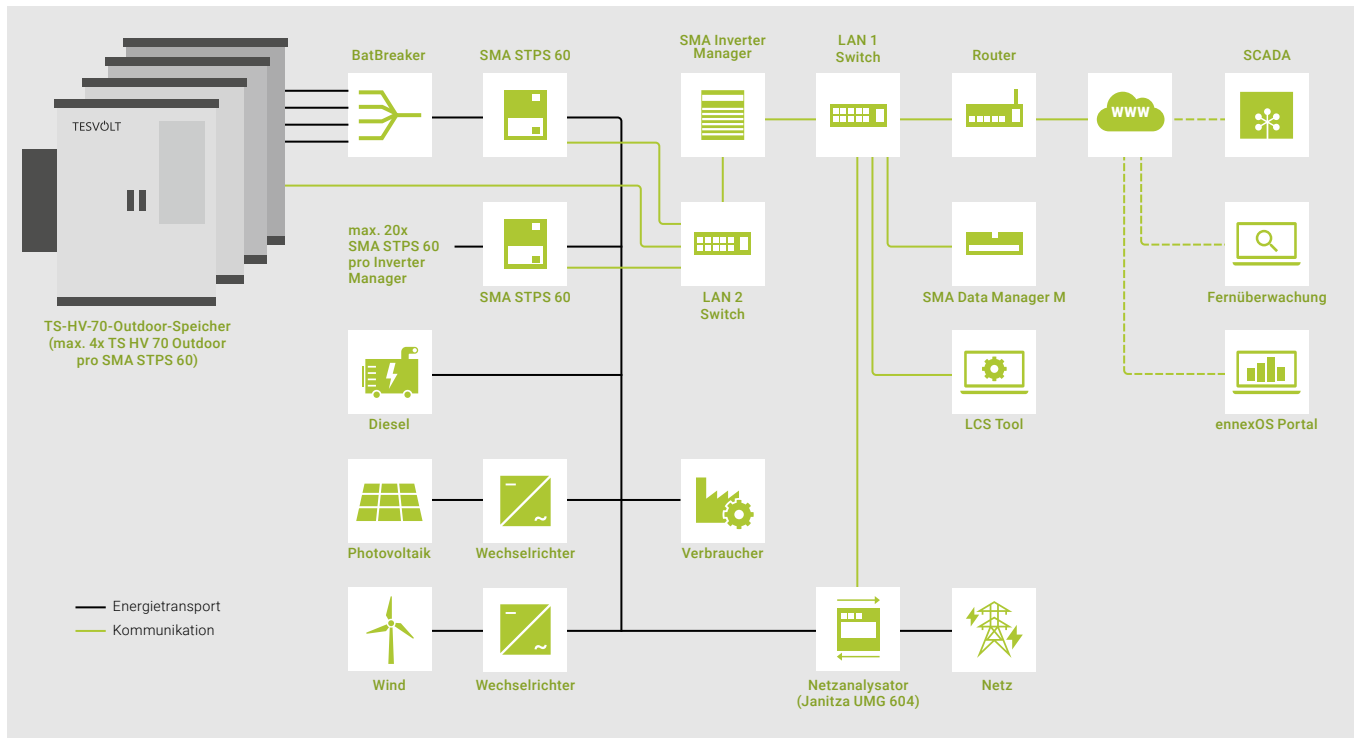 BatBreaker
SMA STPS 60
SMA Inverter
Manager
LAN 1
Switch
Router
SCADA
TESVOLT
WWW
max. 20x
SMA STPS 60
pro Inverter
Manager
SMA STPS 60
LAN 2
Switch
SMA Data Manager M
Fernüberwachung
TS-HV-70-Outdoor-Speicher
(max. 4x TS HV 70 Outdoor
pro SMA STPS 60)
Diesel
LCS Tool
ennexOS Portal
Photovoltaik
Wechselrichter
Verbraucher
Energietransport
Kommunikation
Wind
Wechselrichter
Netzanalysator
(Janitza UMG 604)
Netz